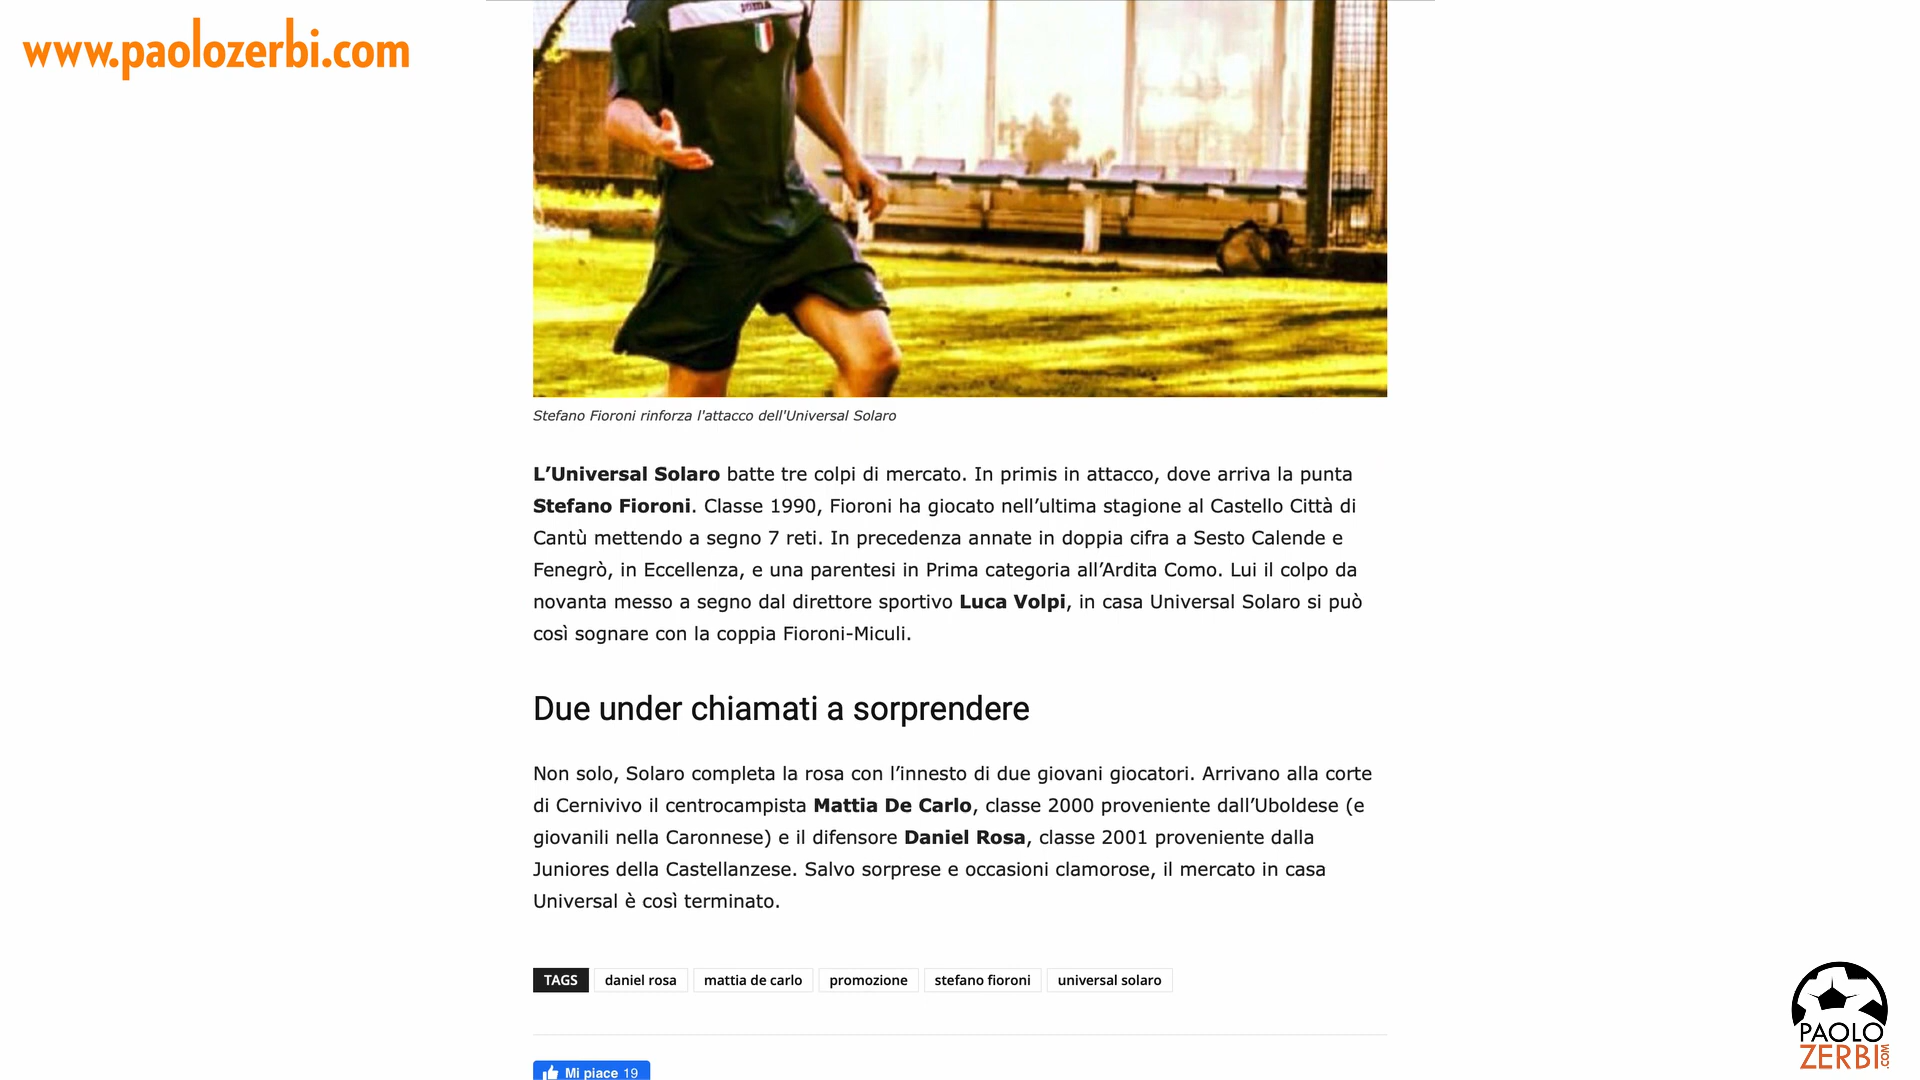 www.paolozerbi.com
Stefano Fioroni rinforza l'attacco dell'Universal Solaro
L’Universal Solaro batte tre colpi di mercato. In primis in attacco, dove arriva la punta
Stefano Fioroni. Classe 1990, Fioroni ha giocato nell’ultima stagione al Castello Città di
Cantù mettendo a segno 7 reti. In precedenza annate in doppia cifra a Sesto Calende e
Fenegrò, in Eccellenza, e una parentesi in Prima categoria all’Ardita Como. Lui il colpo da
novanta messo a segno dal direttore sportivo Luca Volpi, in casa Universal Solaro si può
così sognare con la coppia Fioroni-Miculi.
Due under chiamati a sorprendere
Non solo, Solaro completa la rosa con l’innesto di due giovani giocatori. Arrivano alla corte
di Cernivivo il centrocampista Mattia De Carlo, classe 2000 proveniente dall’Uboldese (e
giovanili nella Caronnese) e il difensore Daniel Rosa, classe 2001 proveniente dalla
Juniores della Castellanzese. Salvo sorprese e occasioni clamorose, il mercato in casa
Universal è così terminato.
TAGS daniel rosa mattia de carlo promozione stefano fioroni universal solaro
Mi piace 19
PAOLO
ZERBI.COM